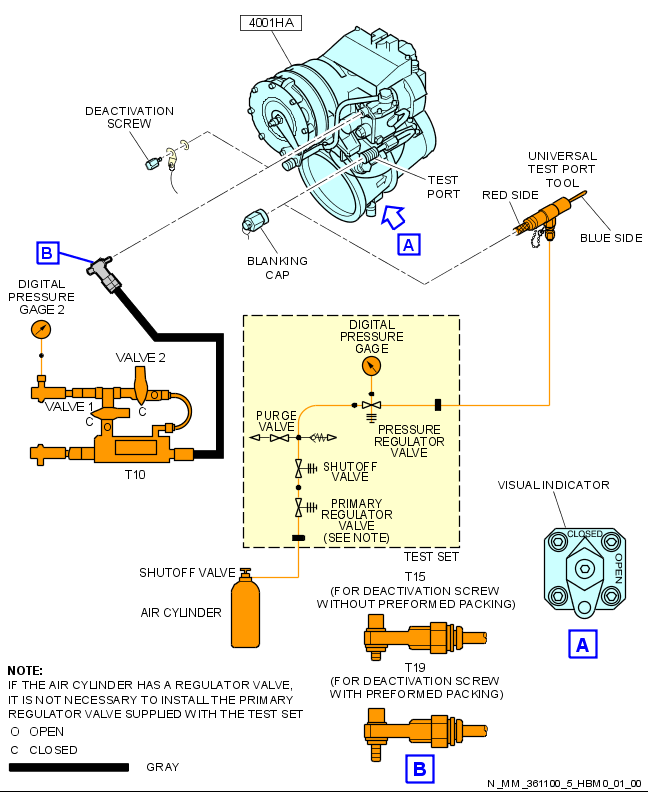 4001HA
DEACTIVATION
SCREW
TEST
PORT
UNIVERSAL
TEST PORT
TOOL
RED SIDE
BLUE SIDE
A
BLANKING
CAP
B
DIGITAL
PRESSURE
GAGE 2
VALVE 2
VALVE 1
C
C
T10
DIGITAL
PRESSURE
GAGE
PURGE
VALVE
PRESSURE
REGULATOR
VALVE
SHUTOFF
VALVE
PRIMARY
REGULATOR
VALVE
(SEE NOTE)
TEST SET
VISUAL INDICATOR
CLOSED
OPEN
A
SHUTOFF VALVE
AIR CYLINDER
T15
(FOR DEACTIVATION SCREW
WITHOUT PREFORMED PACKING)
T19
(FOR DEACTIVATION SCREW
WITH PREFORMED PACKING)
B
NOTE:
IF THE AIR CYLINDER HAS A REGULATOR VALVE,
IT IS NOT NECESSARY TO INSTALL THE PRIMARY
REGULATOR VALVE SUPPLIED WITH THE TEST SET
O OPEN
C CLOSED
GRAY
N_MM_361100_5_HBM0_01_00